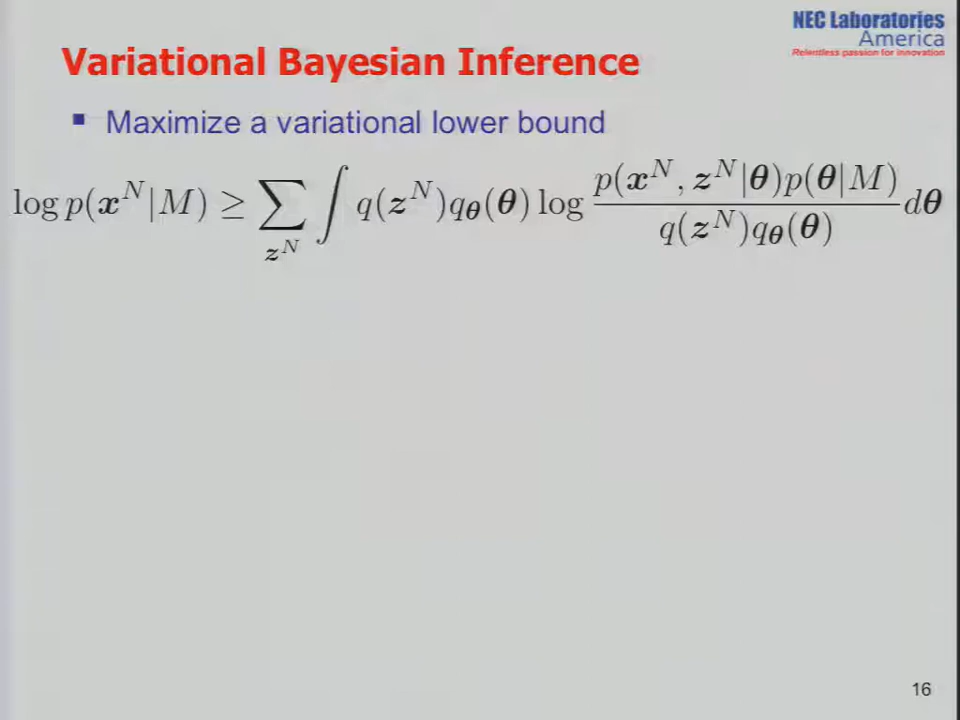 NEC Laboratories
America
Relentless passion for innovation
Variational Bayesian Inference
▪ Maximize a variational lower bound
log p(𝒙^N|M) ≥ ∑_{𝒛^N} ∫ q(𝒛^N)q_𝜽(𝜽) log \frac{p(𝒙^N, 𝒛^N|𝜽)p(𝜽|M)}{q(𝒛^N)q_𝜽(𝜽)} d𝜽
16